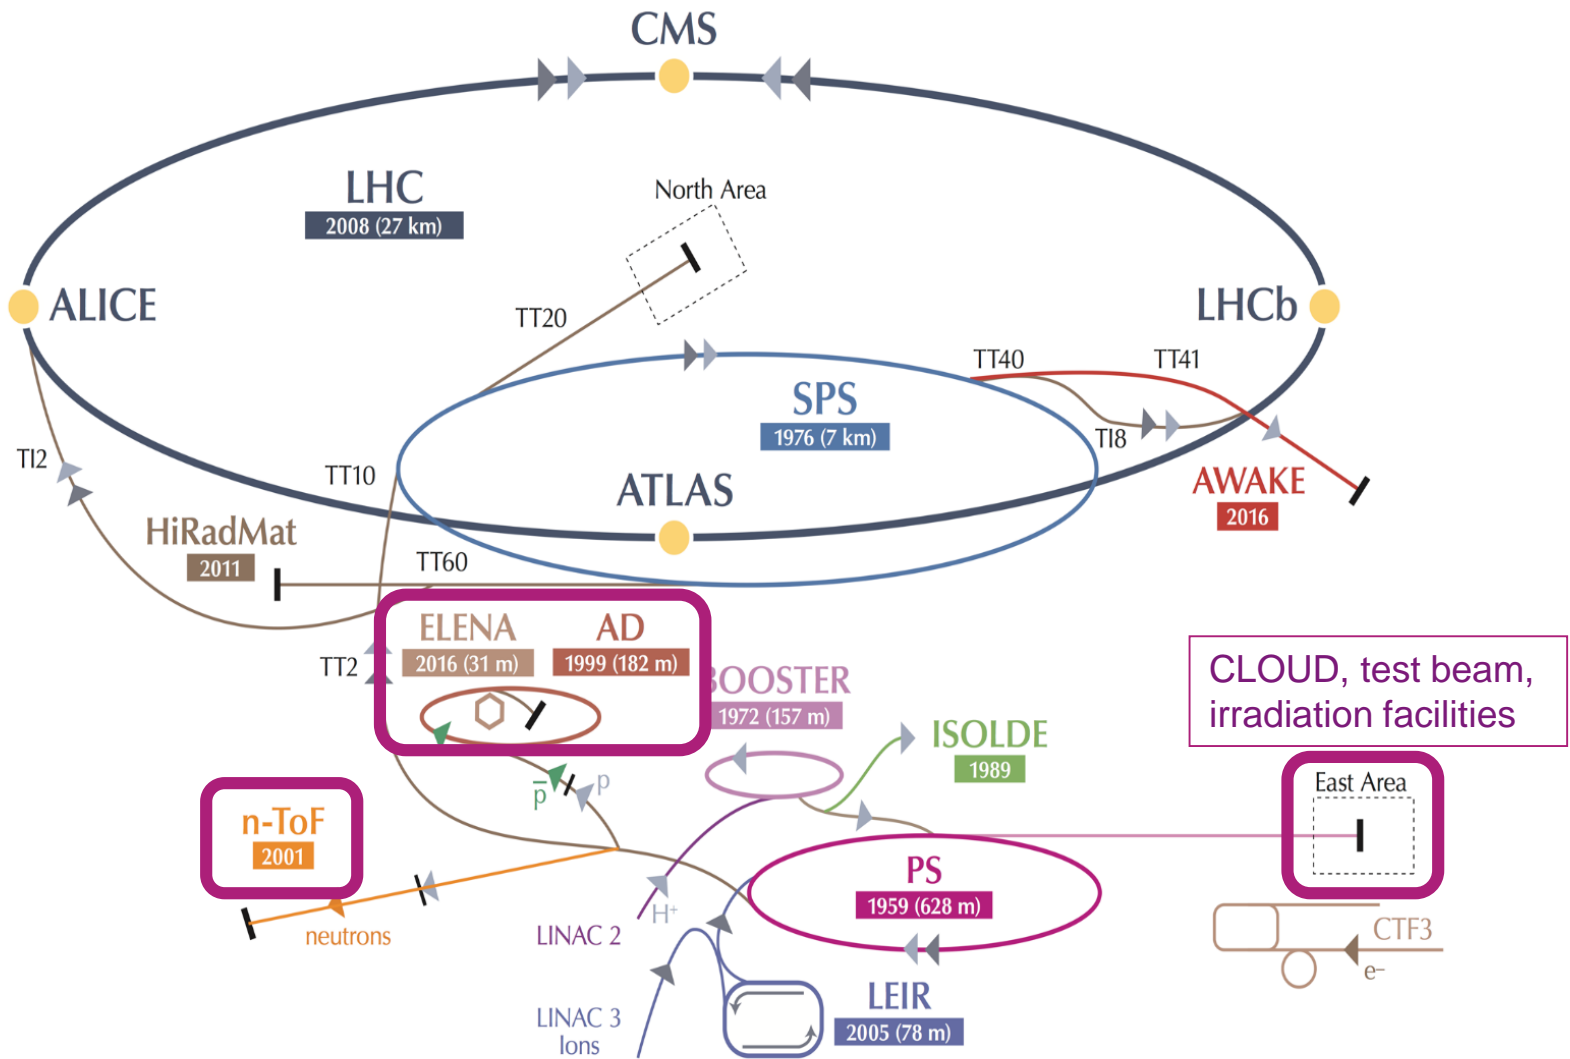 CMS
LHC
2008 (27 km)
North Area
ALICE
LHCb
TT20
TT40
TT41
SPS
1976 (7 km)
TI8
TI2
TT10
ATLAS
AWAKE
2016
HiRadMat
2011
TT60
ELENA
2016 (31 m)
AD
1999 (182 m)
TT2
BOOSTER
1972 (157 m)
CLOUD, test beam,
irradiation facilities
ISOLDE
1989
East Area
p̅
p
n-ToF
2001
PS
1959 (628 m)
H⁺
neutrons
LINAC 2
CTF3
e⁻
LEIR
2005 (78 m)
LINAC 3
Ions